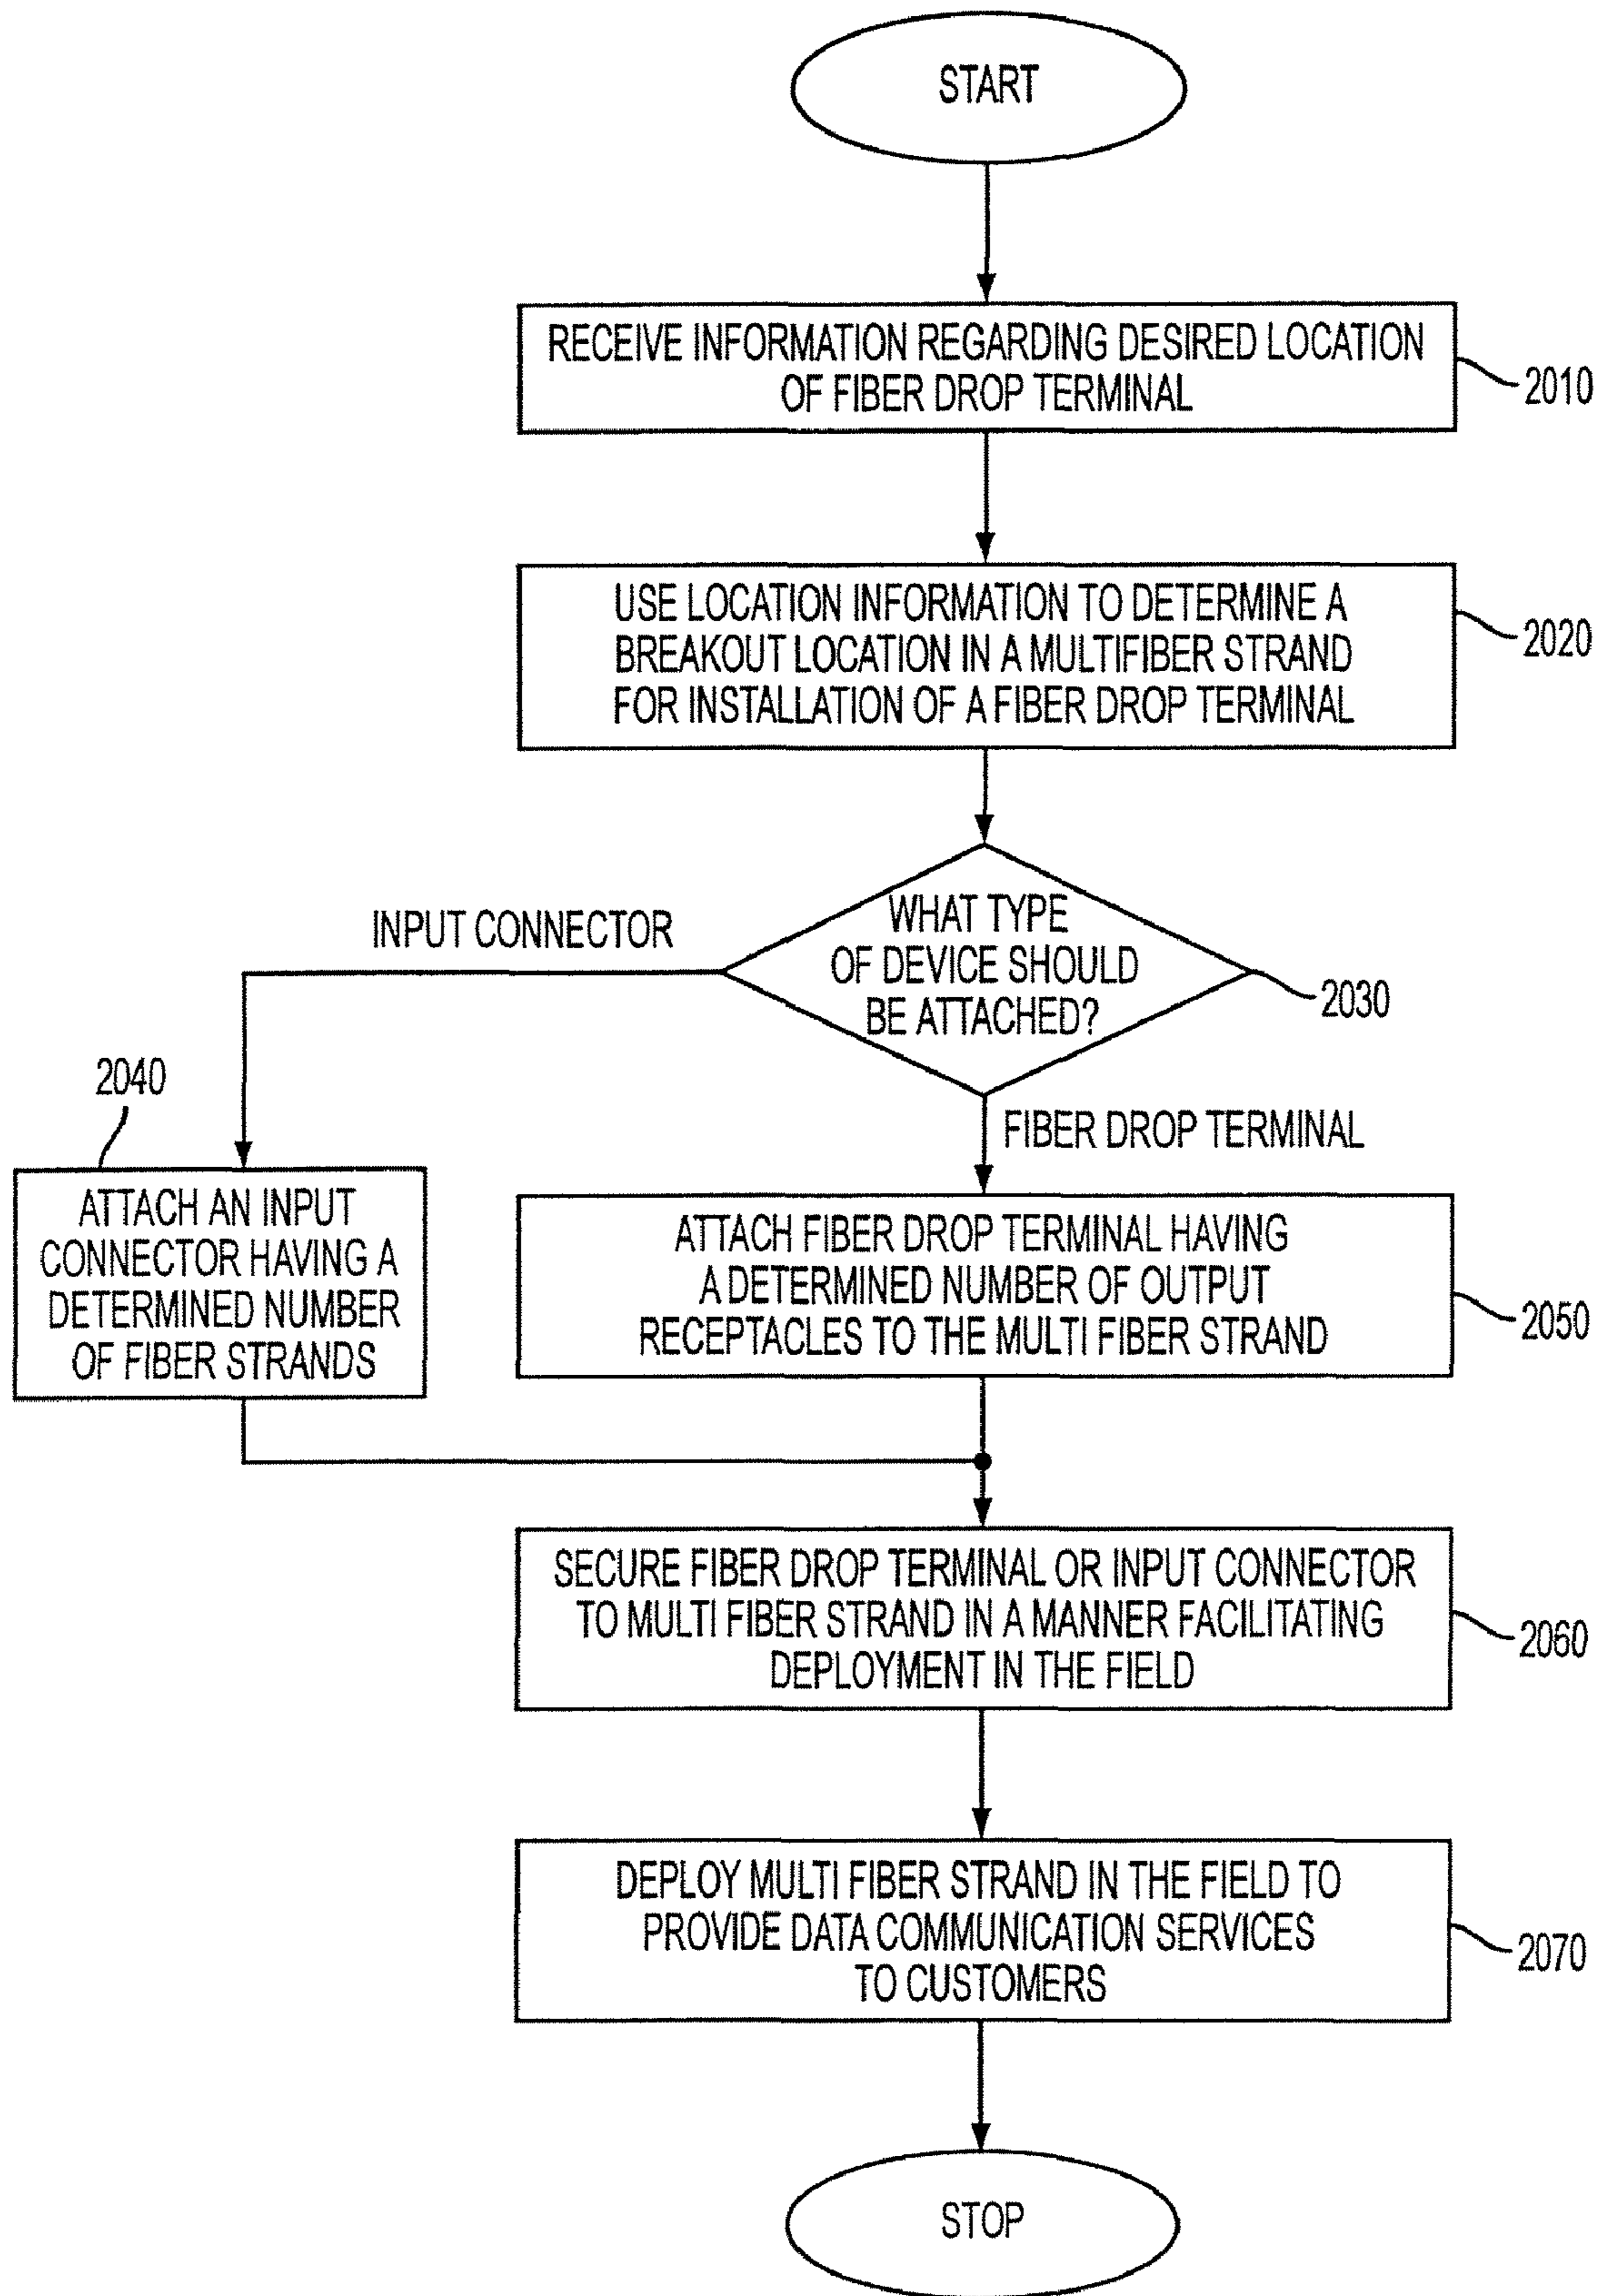 START
RECEIVE INFORMATION REGARDING DESIRED LOCATION
OF FIBER DROP TERMINAL
2010
USE LOCATION INFORMATION TO DETERMINE A
BREAKOUT LOCATION IN A MULTIFIBER STRAND
FOR INSTALLATION OF A FIBER DROP TERMINAL
2020
WHAT TYPE
OF DEVICE SHOULD
BE ATTACHED?
2030
INPUT CONNECTOR
2040
ATTACH AN INPUT
CONNECTOR HAVING A
DETERMINED NUMBER
OF FIBER STRANDS
FIBER DROP TERMINAL
ATTACH FIBER DROP TERMINAL HAVING
A DETERMINED NUMBER OF OUTPUT
RECEPTACLES TO THE MULTI FIBER STRAND
2050
SECURE FIBER DROP TERMINAL OR INPUT CONNECTOR
TO MULTI FIBER STRAND IN A MANNER FACILITATING
DEPLOYMENT IN THE FIELD
2060
DEPLOY MULTI FIBER STRAND IN THE FIELD TO
PROVIDE DATA COMMUNICATION SERVICES
TO CUSTOMERS
2070
STOP